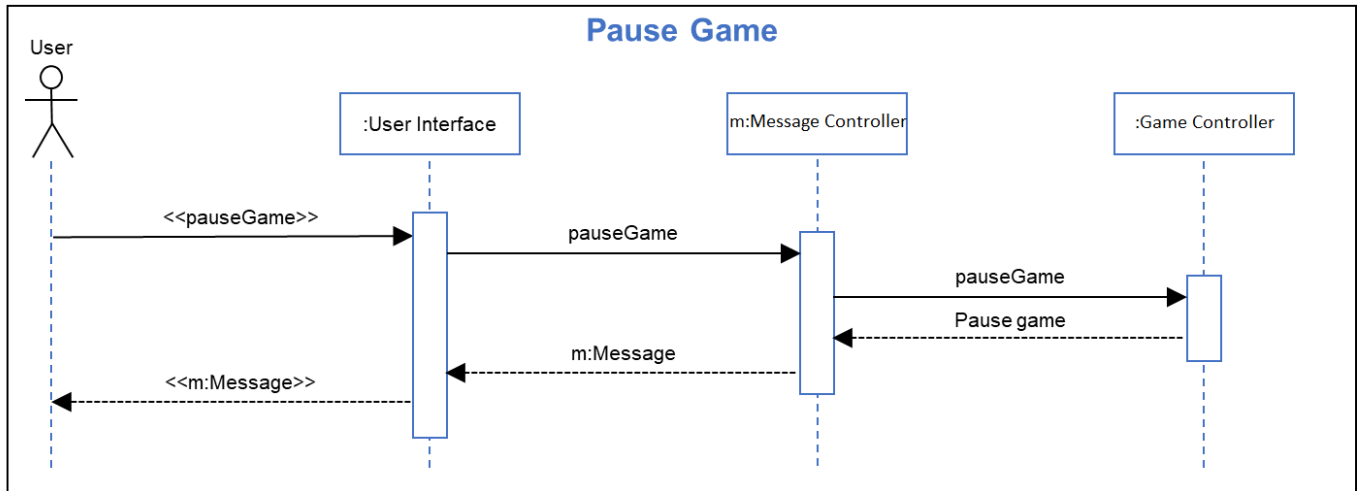 Pause Game
User
:User Interface
m:Message Controller
:Game Controller
<<pauseGame>>
pauseGame
pauseGame
Pause game
m:Message
<<m:Message>>